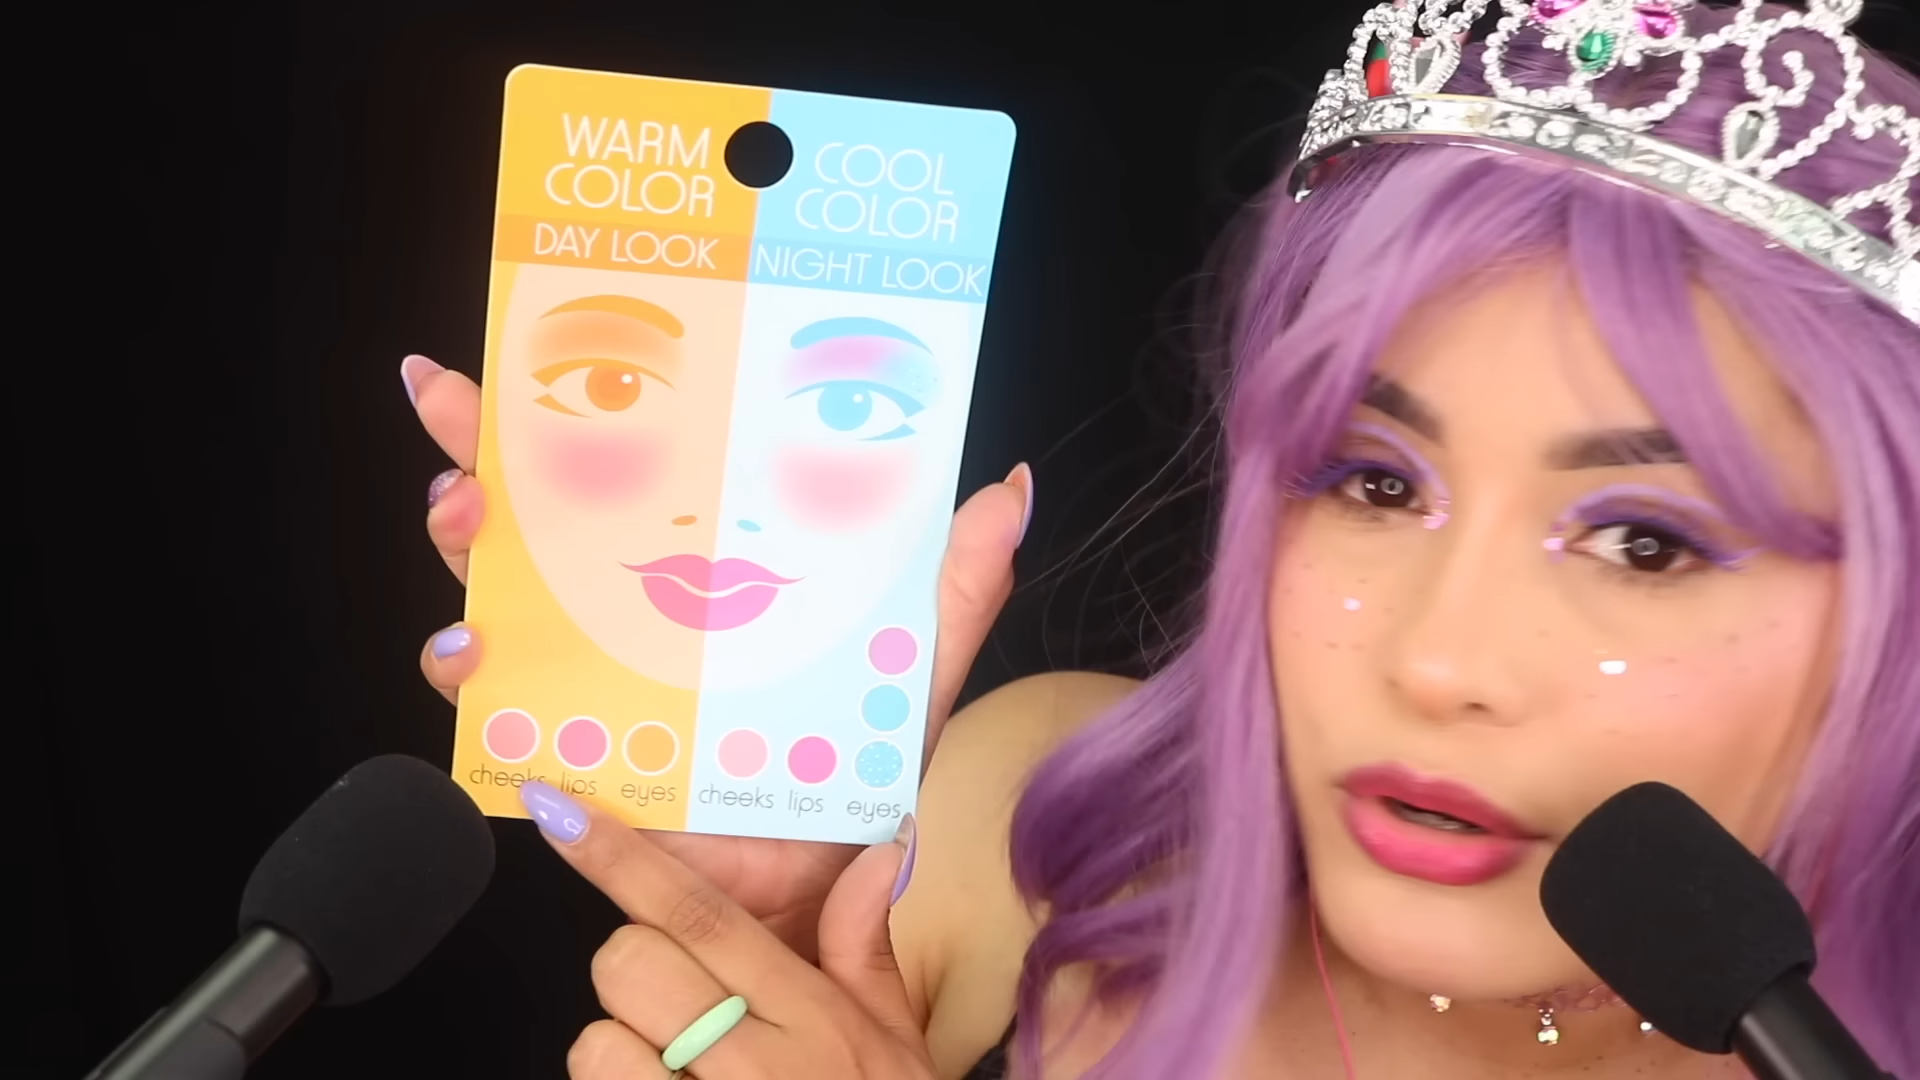 WARM
COLOR
DAY LOOK
COOL
COLOR
NIGHT LOOK
cheeks lips eyes
cheeks lips eyes